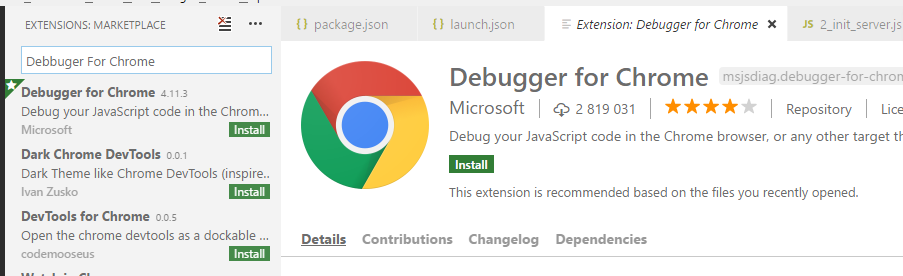 EXTENSIONS: MARKETPLACE
Debbuger For Chrome
Debugger for Chrome 4.11.3
Debug your JavaScript code in the Chrom...
Microsoft Install
Dark Chrome DevTools 0.0.1
Dark Theme like Chrome DevTools (inspire...
Ivan Zusko Install
DevTools for Chrome 0.0.5
Open the chrome devtools as a dockable ...
codemooseus Install
{} package.json {} launch.json Extension: Debugger for Chrome JS 2_init_server.js
Debugger for Chrome msjsdiag.debugger-for-chrom
Microsoft 2 819 031 Repository Lice
Debug your JavaScript code in the Chrome browser, or any other target th
Install
This extension is recommended based on the files you recently opened.
Details Contributions Changelog Dependencies